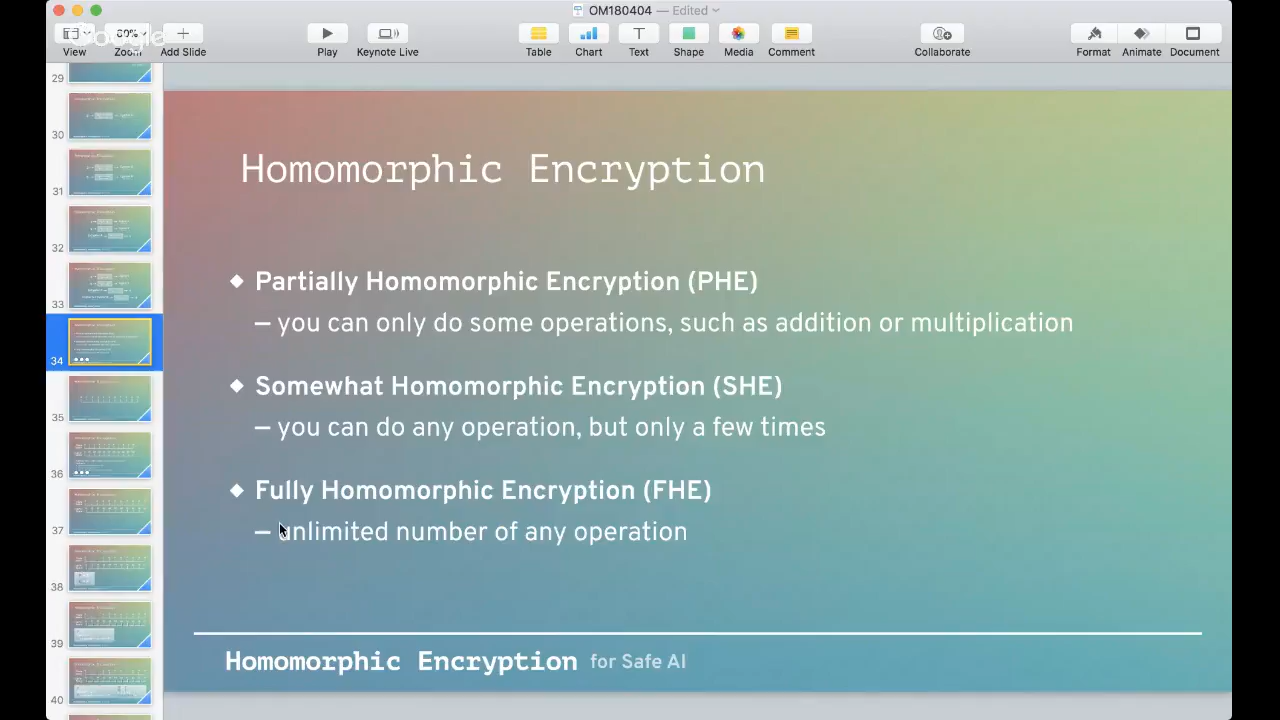 OM180404 — Edited
Google
80%
View
Zoom
Add Slide
Play
Keynote Live
Table
Chart
Text
Shape
Media
Comment
Collaborate
Format
Animate
Document
29
30
31
32
33
34
35
36
37
38
39
40
Homomorphic Encryption
◆ Partially Homomorphic Encryption (PHE)
– you can only do some operations, such as addition or multiplication
◆ Somewhat Homomorphic Encryption (SHE)
– you can do any operation, but only a few times
◆ Fully Homomorphic Encryption (FHE)
– unlimited number of any operation
Homomorphic Encryption for Safe AI